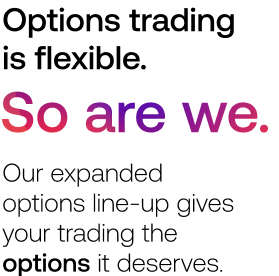 Options trading
is flexible.
So are we.
Our expanded
options line-up gives
your trading the
options it deserves.